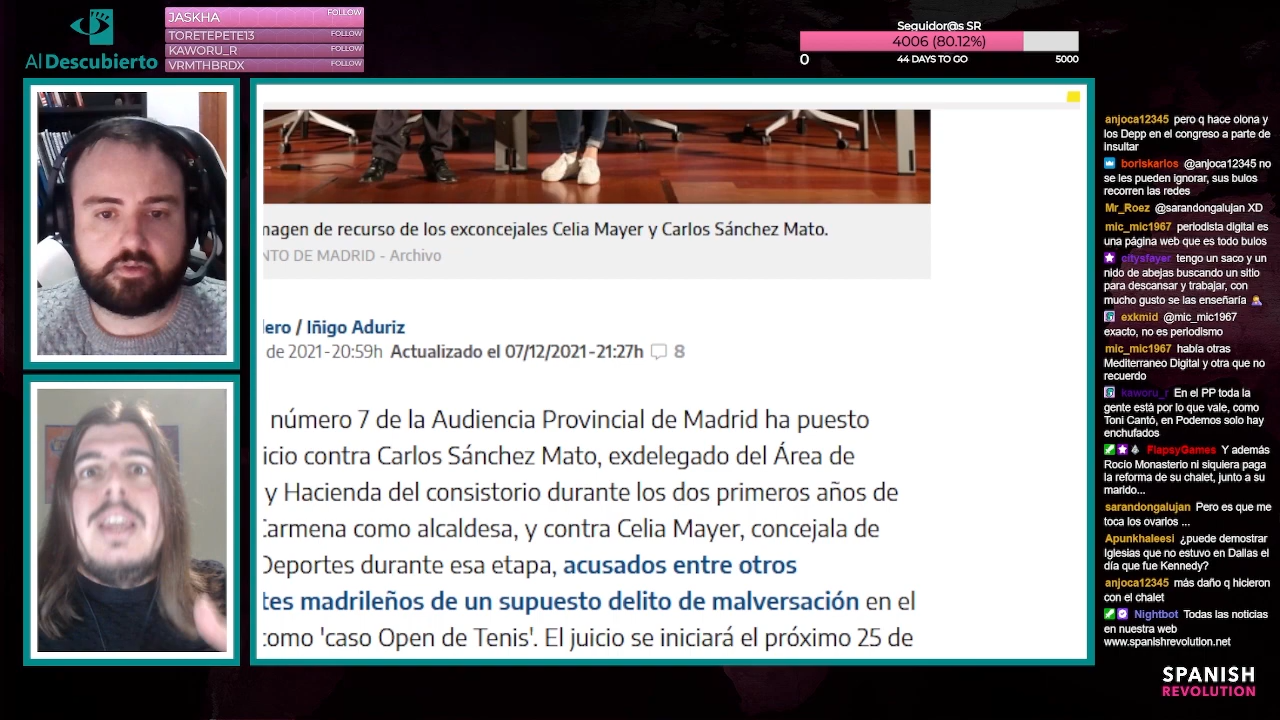 Al Descubierto
JASKHA FOLLOW
TORETEPETE13 FOLLOW
KAWORU_R FOLLOW
VRMTHBRDX FOLLOW
Seguidor@s SR
4006 (80.12%)
0 44 DAYS TO GO 5000
magen de recurso de los exconcejales Celia Mayer y Carlos Sánchez Mato.
NTO DE MADRID - Archivo
lero / Iñigo Aduriz
de 2021-20:59h Actualizado el 07/12/2021-21:27h 8
número 7 de la Audiencia Provincial de Madrid ha puesto
icio contra Carlos Sánchez Mato, exdelegado del Área de
y Hacienda del consistorio durante los dos primeros años de
Carmena como alcaldesa, y contra Celia Mayer, concejala de
Deportes durante esa etapa, acusados entre otros
tes madrileños de un supuesto delito de malversación en el
como 'caso Open de Tenis'. El juicio se iniciará el próximo 25 de
anjoca12345 pero q hace olona y
los Depp en el congreso a parte de
insultar
boriskarlos @anjoca12345 no
se les pueden ignorar, sus bulos
recorren las redes
Mr_Roez @sarandongalujan XD
mic_mic1967 periodista digital es
una página web que es todo bulos
citysfayer tengo un saco y un
nido de abejas buscando un sitio
para descansar y trabajar, con
mucho gusto se las enseñaría
exkmid @mic_mic1967
exacto, no es periodismo
mic_mic1967 había otras
Mediterraneo Digital y otra que no
recuerdo
kaworu_r En el PP toda la
gente está por lo que vale, como
Toni Cantó, en Podemos solo hay
enchufados
FlapsyGames Y además
Rocío Monasterio ni siquiera paga
la reforma de su chalet, junto a su
marido...
sarandongalujan Pero es que me
toca los ovarios ...
Apunkhaleesi ¿puede demostrar
Iglesias que no estuvo en Dallas el
día que fue Kennedy?
anjoca12345 más daño q hicieron
con el chalet
Nightbot Todas las noticias
en nuestra web
www.spanishrevolution.net
SPANISH
REVOLUTION